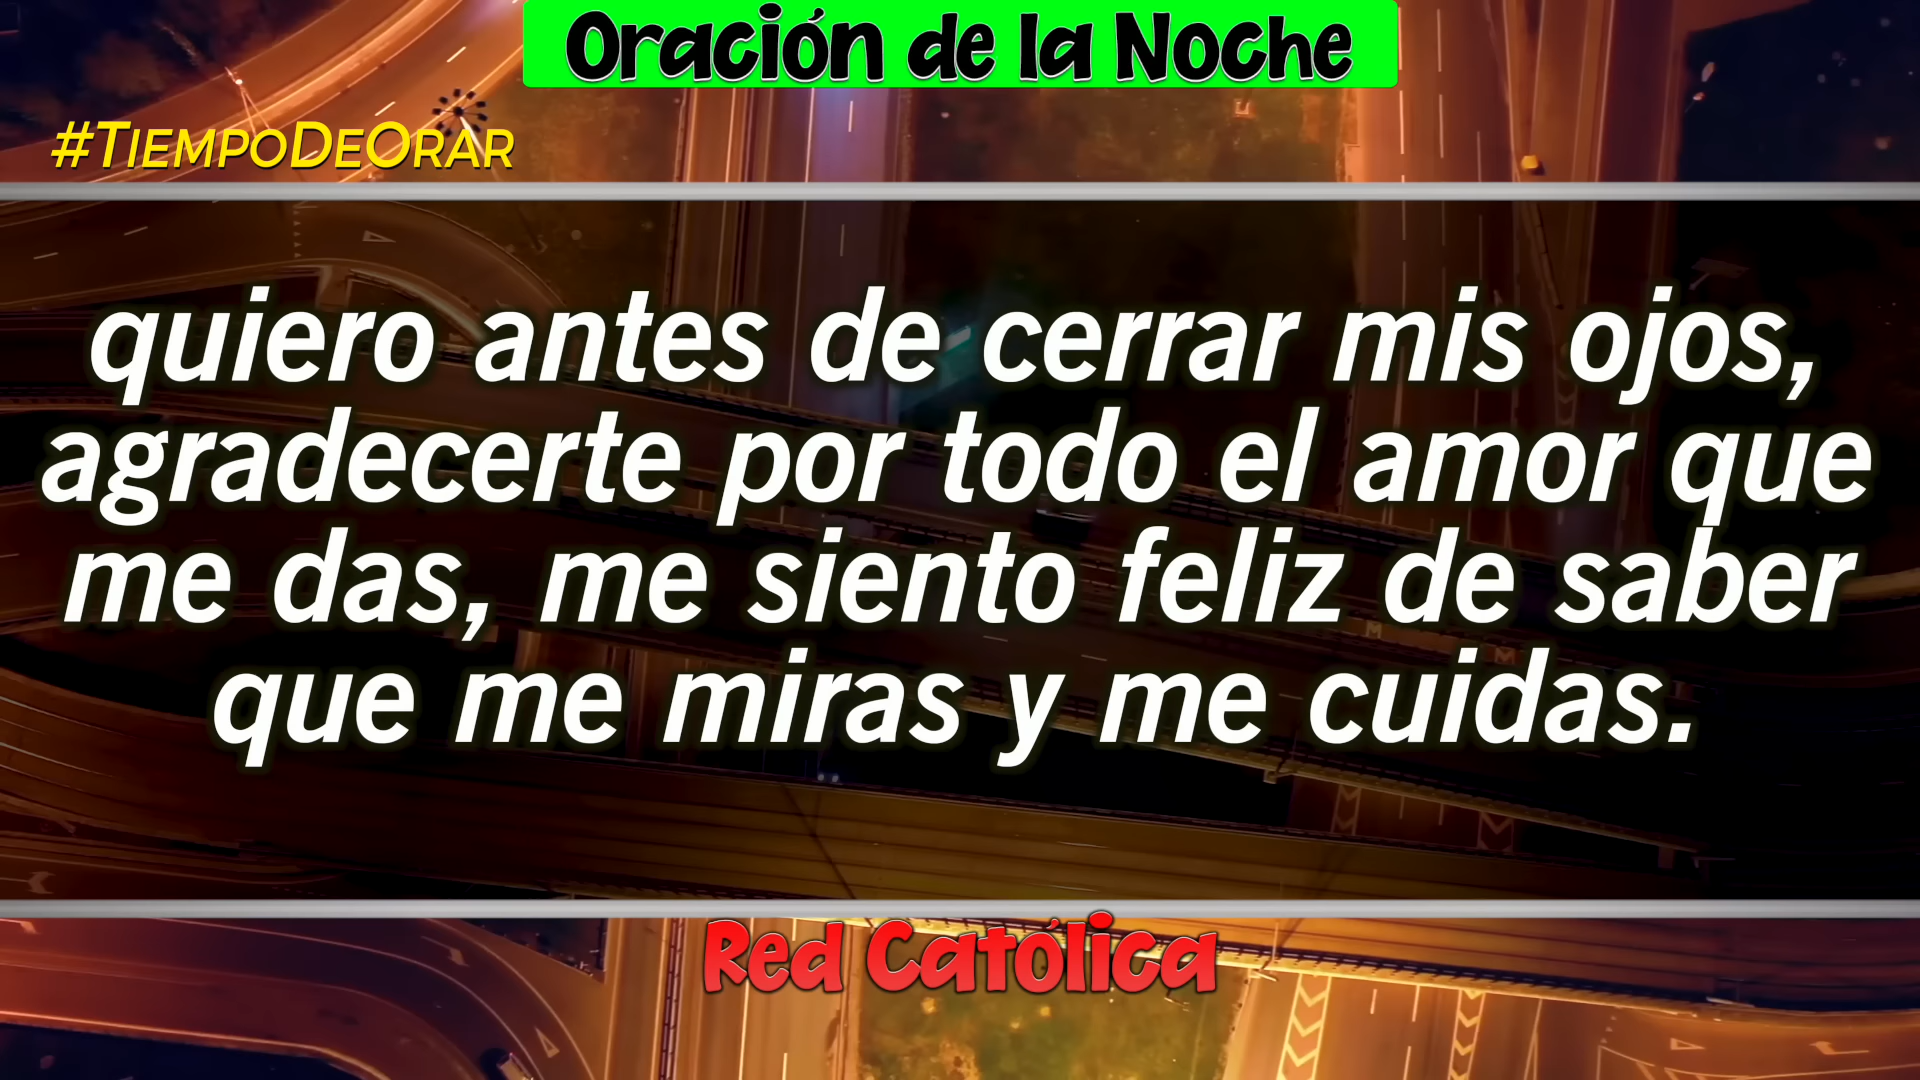 Oración de la Noche
#TiempoDeOrar
quiero antes de cerrar mis ojos,
agradecerte por todo el amor que
me das, me siento feliz de saber
que me miras y me cuidas.
Red Católica